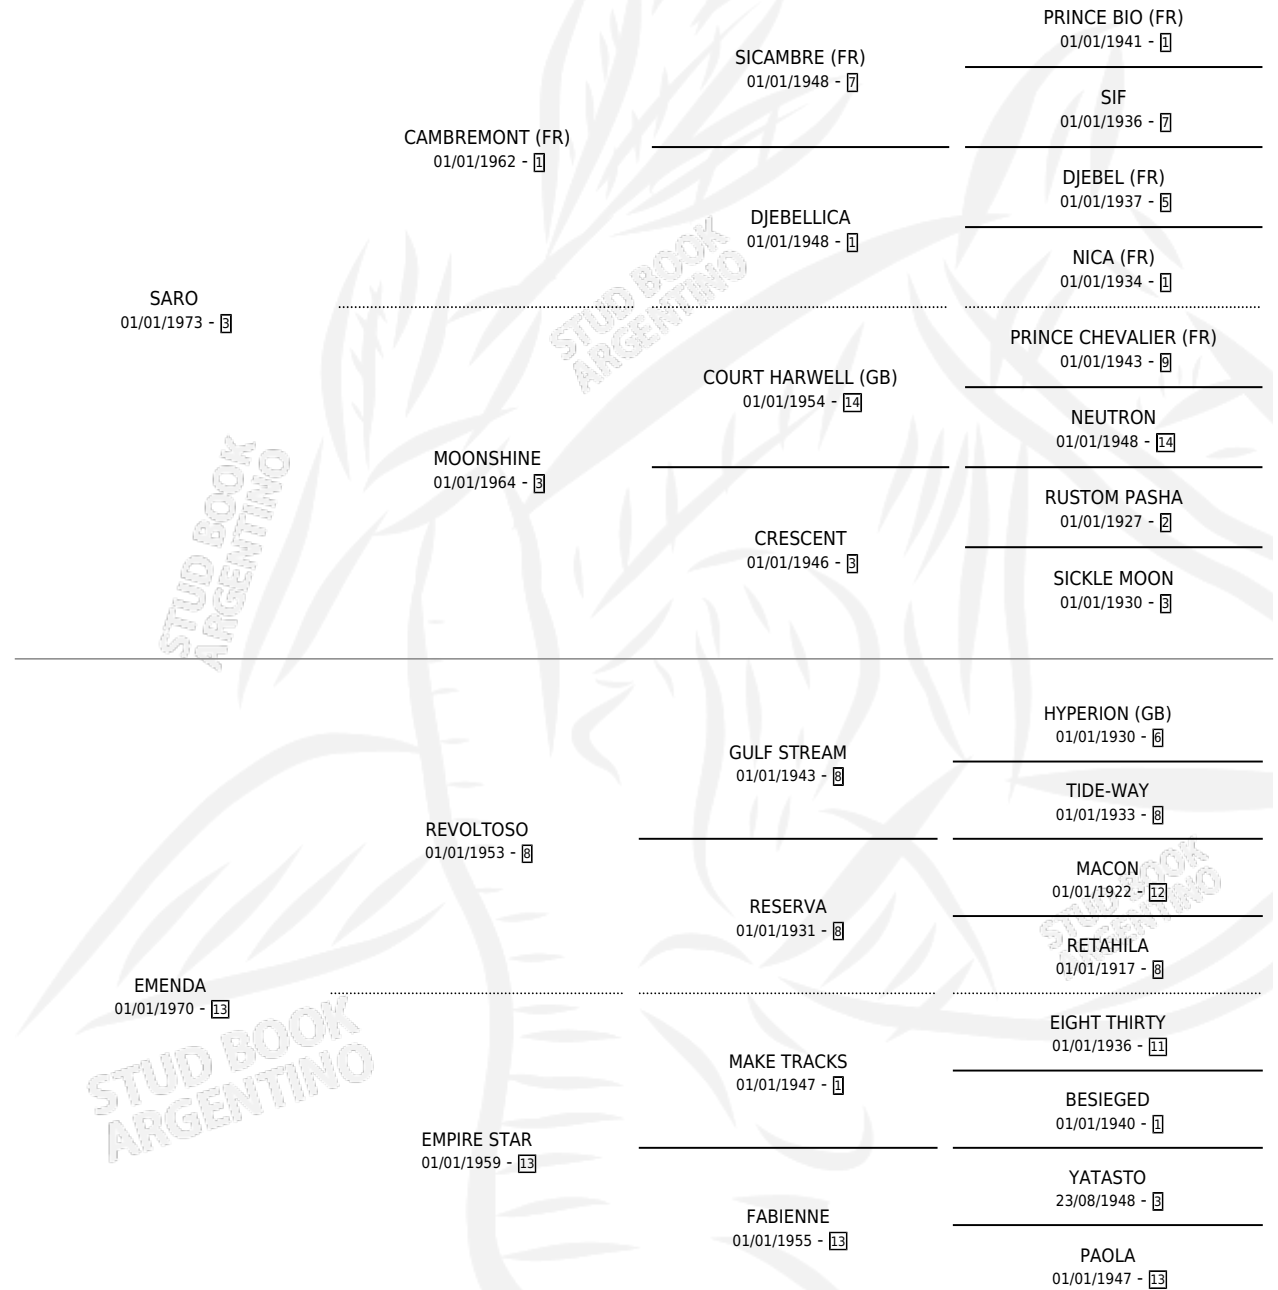 PRINCE BIO (FR)
01/01/1941 - 1
SICAMBRE (FR)
01/01/1948 - 7
SIF
01/01/1936 - 7
CAMBREMONT (FR)
01/01/1962 - 1
DJEBEL (FR)
01/01/1937 - 5
DJEBELLICA
01/01/1948 - 1
NICA (FR)
01/01/1934 - 1
SARO
01/01/1973 - 3
PRINCE CHEVALIER (FR)
01/01/1943 - 9
COURT HARWELL (GB)
01/01/1954 - 14
NEUTRON
01/01/1948 - 14
MOONSHINE
01/01/1964 - 3
RUSTOM PASHA
01/01/1927 - 2
CRESCENT
01/01/1946 - 3
SICKLE MOON
01/01/1930 - 3
HYPERION (GB)
01/01/1930 - 6
GULF STREAM
01/01/1943 - 8
TIDE-WAY
01/01/1933 - 8
REVOLTOSO
01/01/1953 - 8
MACON
01/01/1922 - 12
RESERVA
01/01/1931 - 8
RETAHILA
01/01/1917 - 8
EMENDA
01/01/1970 - 13
EIGHT THIRTY
01/01/1936 - 11
MAKE TRACKS
01/01/1947 - 1
BESIEGED
01/01/1940 - 1
EMPIRE STAR
01/01/1959 - 13
YATASTO
23/08/1948 - 3
FABIENNE
01/01/1955 - 13
PAOLA
01/01/1947 - 13
STUD BOOK
ARGENTINO
STUD BOOK
ARGENTINO
STUD BOOK
ARGENTINO
STUD BOOK
ARGENTINO